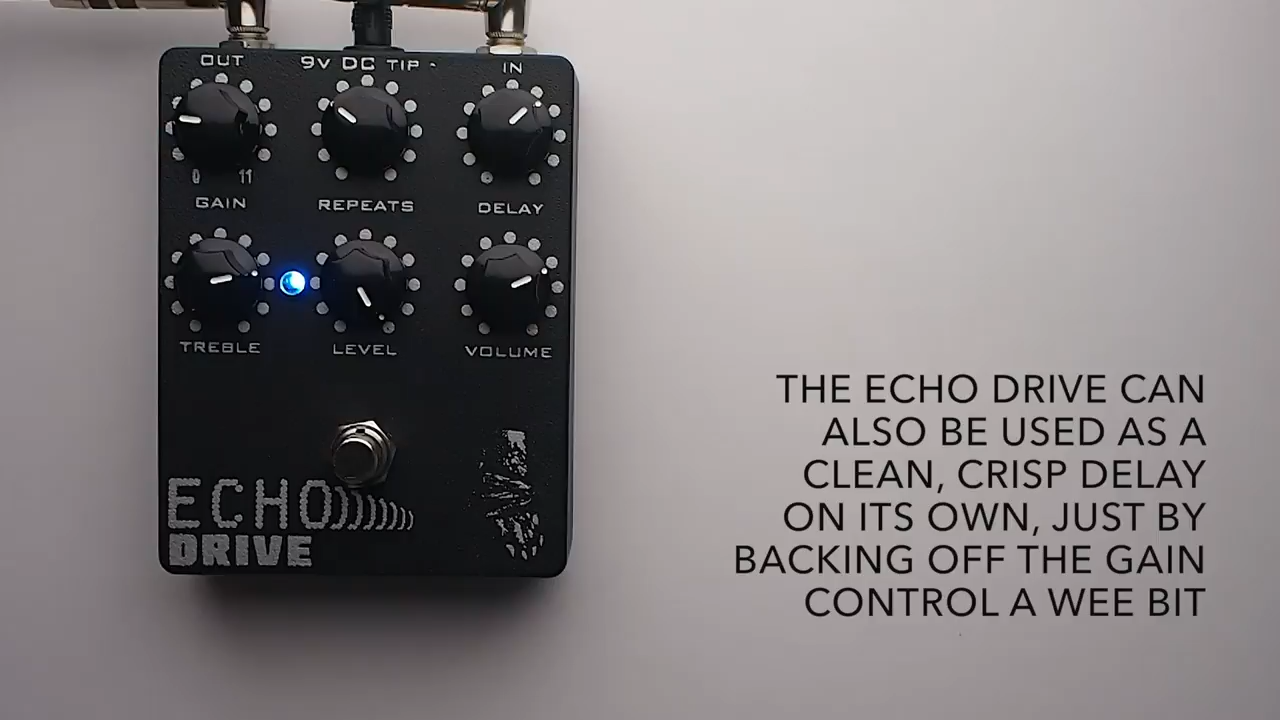 OUT 9V DC TIP - IN
0 11
GAIN REPEATS DELAY
TREBLE LEVEL VOLUME
ECHO
DRIVE
THE ECHO DRIVE CAN
ALSO BE USED AS A
CLEAN, CRISP DELAY
ON ITS OWN, JUST BY
BACKING OFF THE GAIN
CONTROL A WEE BIT